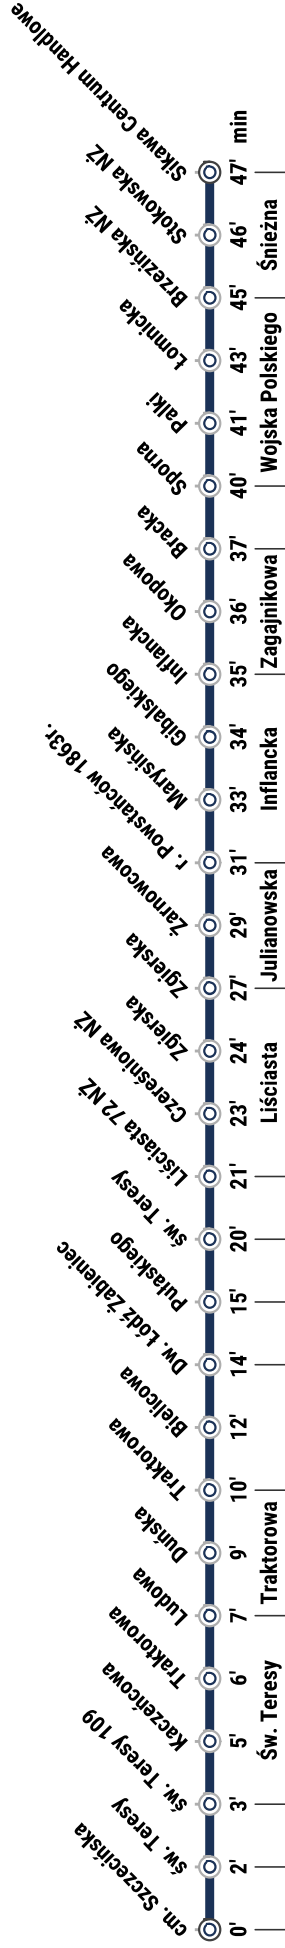 cm. Szczecińska
św. Teresy
św. Teresy 109
Kaczeńcowa
Traktorowa
Ludowa
Duńska
Traktorowa
Bielicowa
Dw. Łódź Żabieniec
Pułaskiego
św. Teresy
Liściasta 72 NŻ
Czereśniowa NŻ
Zgierska
Zgierska
Żarnowcowa
r. Powstańców 1863r.
Marysińska
Gibalskiego
Inflancka
Okopowa
Bracka
Sporna
Palki
Łomnicka
Brzezińska NŻ
Stokowska NŻ
Sikawa Centrum Handlowe
0' 2' 3' 5' 6' 7' 9' 10' 12' 14' 15' 20' 21' 23' 24' 27' 29' 31' 33' 34' 35' 36' 37' 40' 41' 43' 45' 46' 47' min
Św. Teresy
Traktorowa
Liściasta
Julianowska
Inflancka
Zagajnikowa
Wojska Polskiego
Śnieżna